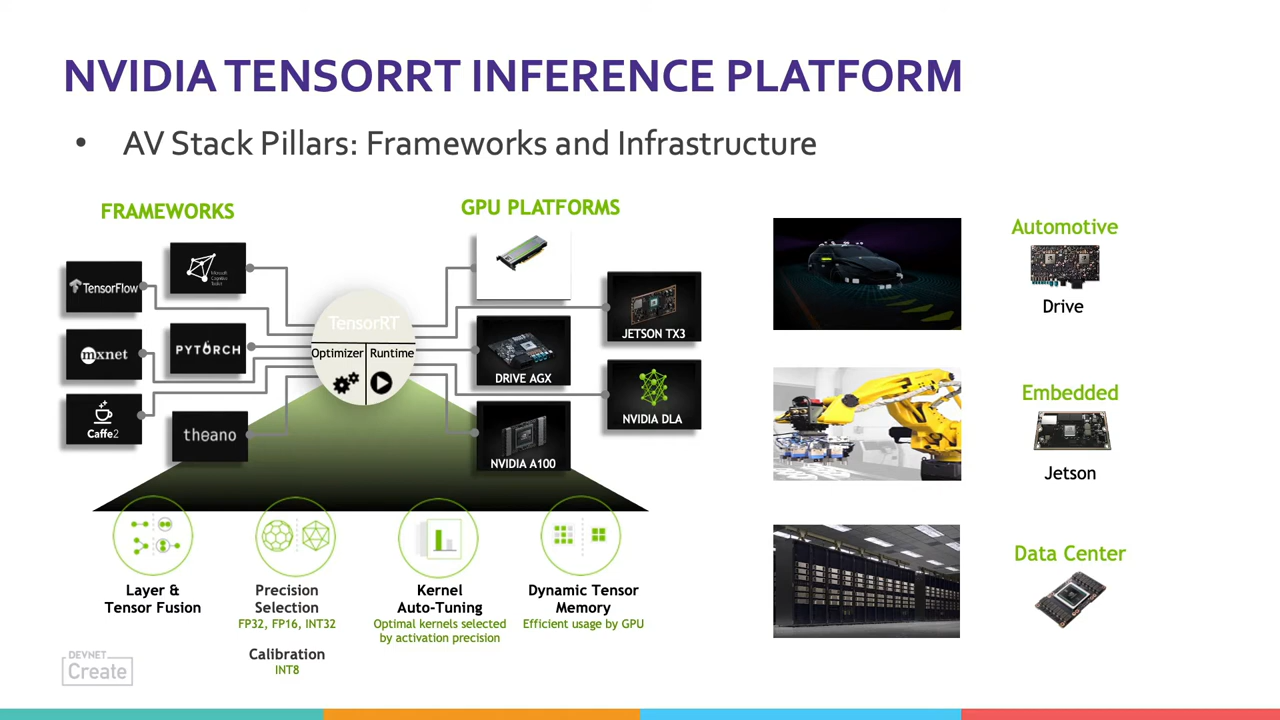 NVIDIA TENSORRT INFERENCE PLATFORM
• AV Stack Pillars: Frameworks and Infrastructure
FRAMEWORKS
GPU PLATFORMS
Microsoft
Cognitive
Toolkit
TensorFlow
mxnet
PYTORCH
Caffe2
theano
TensorRT
Optimizer
Runtime
JETSON TX3
DRIVE AGX
NVIDIA DLA
NVIDIA A100
Layer &
Tensor Fusion
Precision
Selection
FP32, FP16, INT32
Calibration
INT8
Kernel
Auto-Tuning
Optimal kernels selected
by activation precision
Dynamic Tensor
Memory
Efficient usage by GPU
Automotive
Drive
Embedded
Jetson
Data Center
DEVNET
Create